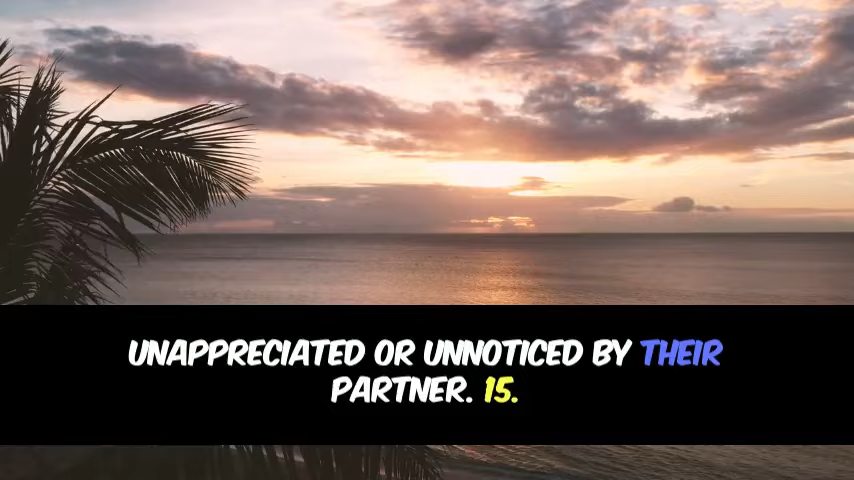 UNAPPRECIATED OR UNNOTICED BY THEIR
PARTNER. 15.